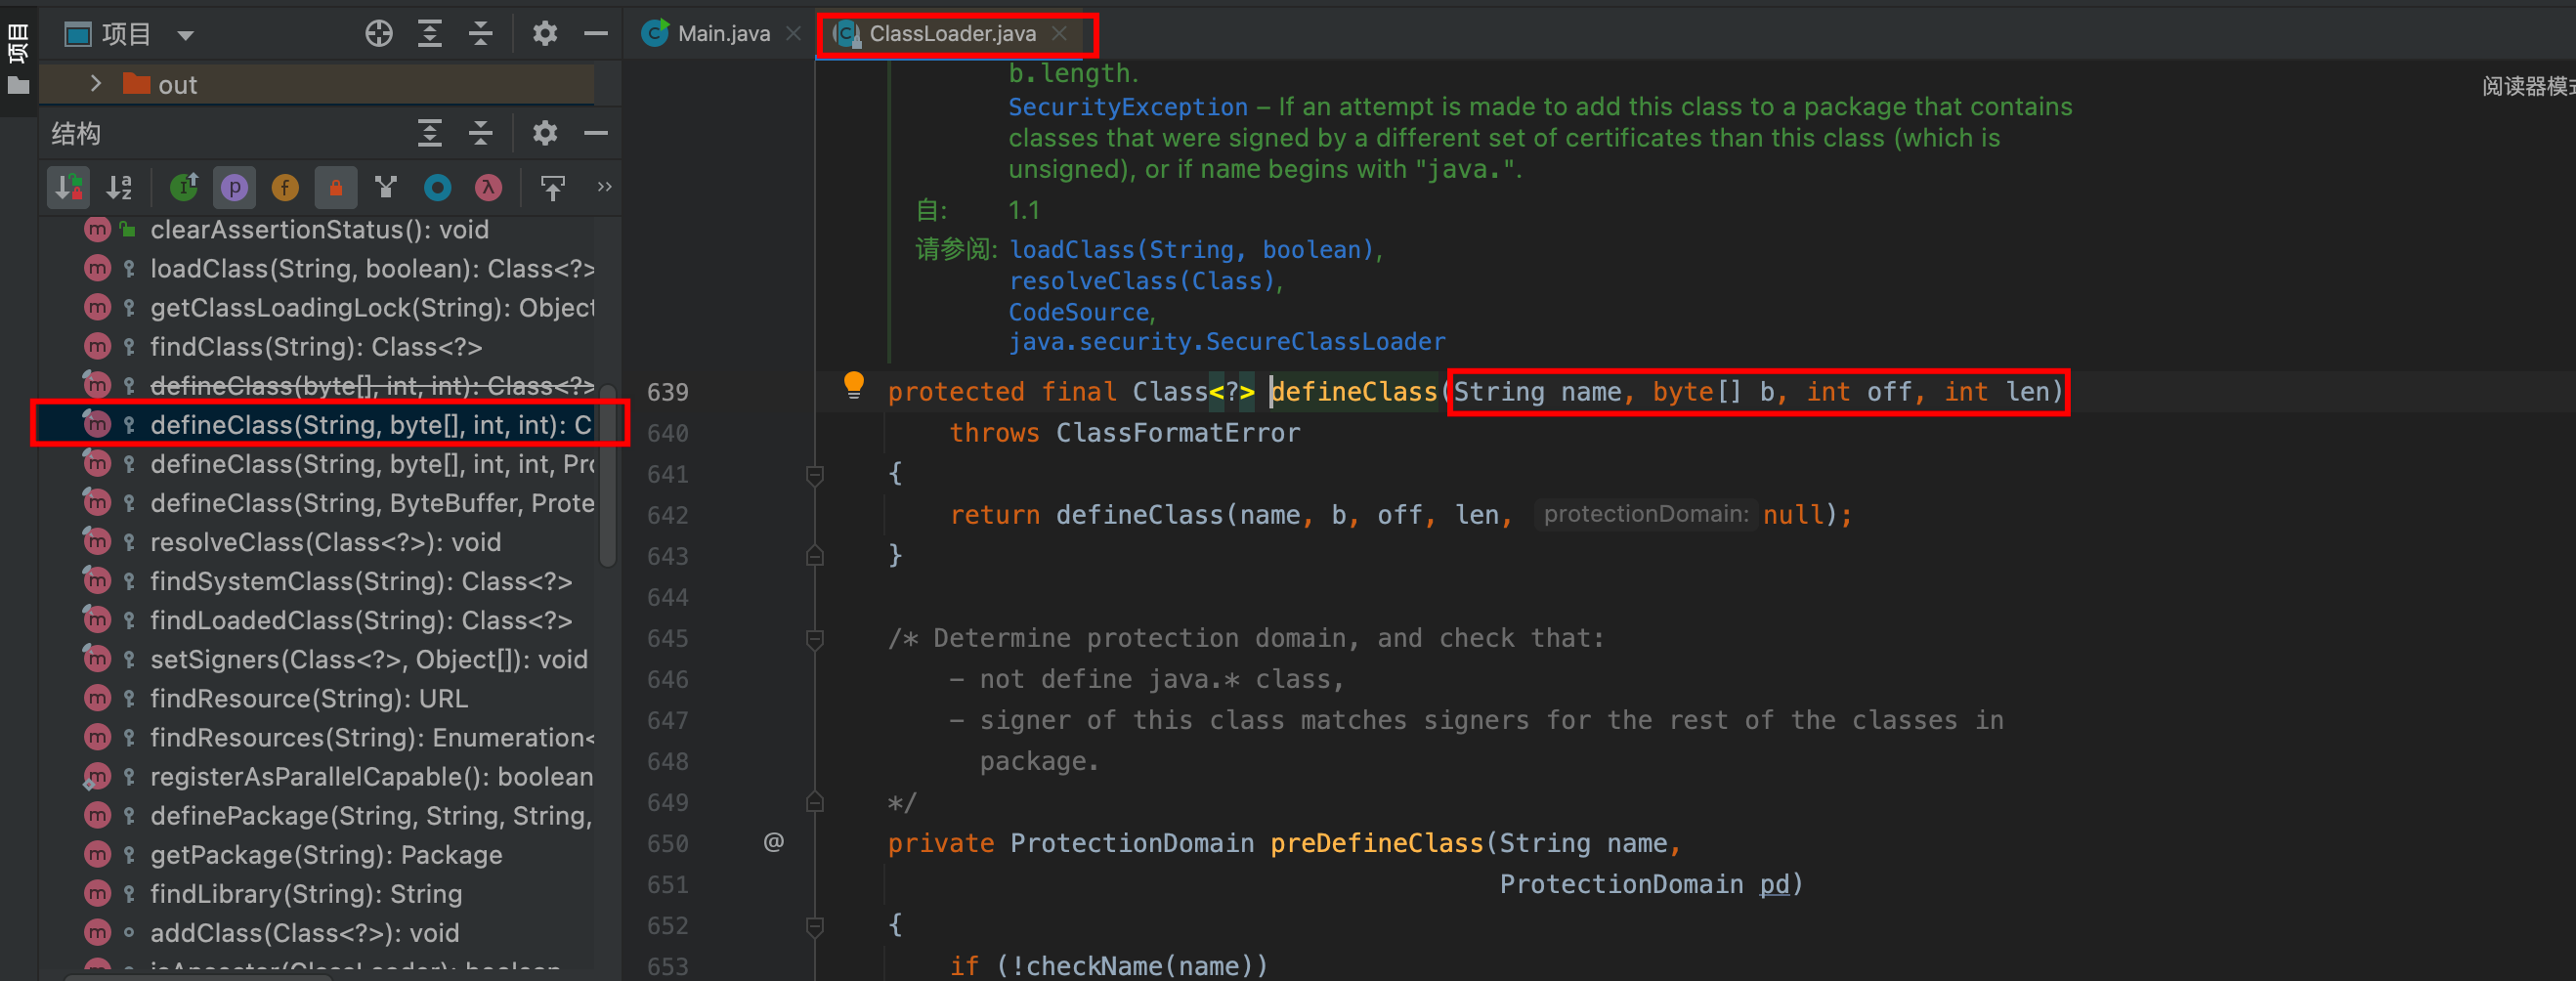 项目
项目
out
结构
clearAssertionStatus(): void
loadClass(String, boolean): Class<?>
getClassLoadingLock(String): Object
findClass(String): Class<?>
defineClass(byte[], int, int): Class<?>
defineClass(String, byte[], int, int): C
defineClass(String, byte[], int, int, Pro
defineClass(String, ByteBuffer, Prote
resolveClass(Class<?>): void
findSystemClass(String): Class<?>
findLoadedClass(String): Class<?>
setSigners(Class<?>, Object[]): void
findResource(String): URL
findResources(String): Enumeration<
registerAsParallelCapable(): boolean
definePackage(String, String, String,
getPackage(String): Package
findLibrary(String): String
addClass(Class<?>): void
isAncestor(ClassLoader): boolean
Main.java
ClassLoader.java
阅读器模式
b.length.
SecurityException – If an attempt is made to add this class to a package that contains
classes that were signed by a different set of certificates than this class (which is
unsigned), or if name begins with "java.".
自: 1.1
请参阅: loadClass(String, boolean),
resolveClass(Class),
CodeSource,
java.security.SecureClassLoader
639 protected final Class<?> defineClass(String name, byte[] b, int off, int len)
640 throws ClassFormatError
641 {
642 return defineClass(name, b, off, len, protectionDomain: null);
643 }
644
645 /* Determine protection domain, and check that:
646 – not define java.* class,
647 – signer of this class matches signers for the rest of the classes in
648 package.
649 */
650 @ private ProtectionDomain preDefineClass(String name,
651 ProtectionDomain pd)
652 {
653 if (!checkName(name))